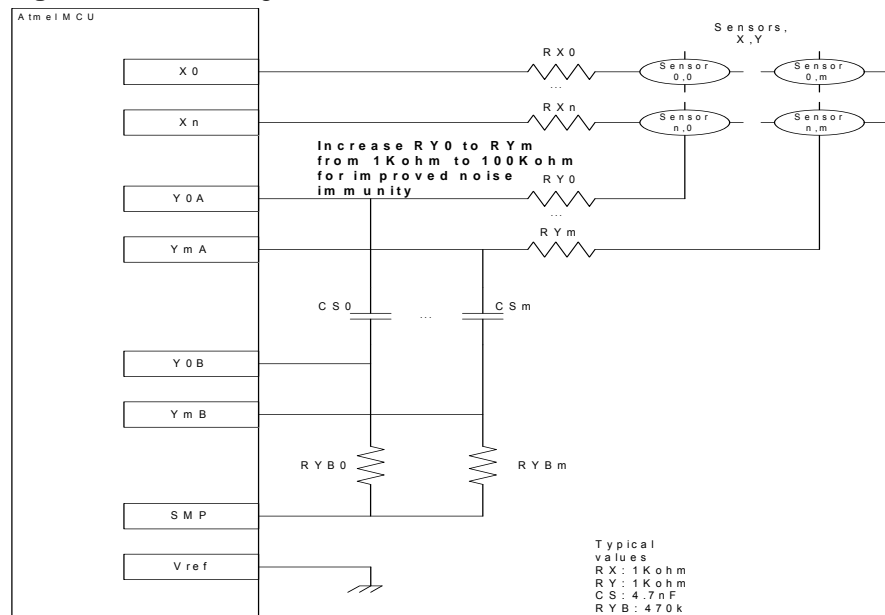 AtmelMCU
Sensors,
X,Y
X0
RX0
...
Sensor
0,0
Sensor
0,m
Xn
RXn
Sensor
n,0
Sensor
n,m
Increase RY0 to RYm
from 1Kohm to 100Kohm
for improved noise
immunity
Y0A
RY0
...
YmA
RYm
CS0
...
CSm
Y0B
YmB
RYB0
RYBm
SMP
Vref
Typical
values
RX: 1Kohm
RY: 1Kohm
CS: 4.7nF
RYB: 470k